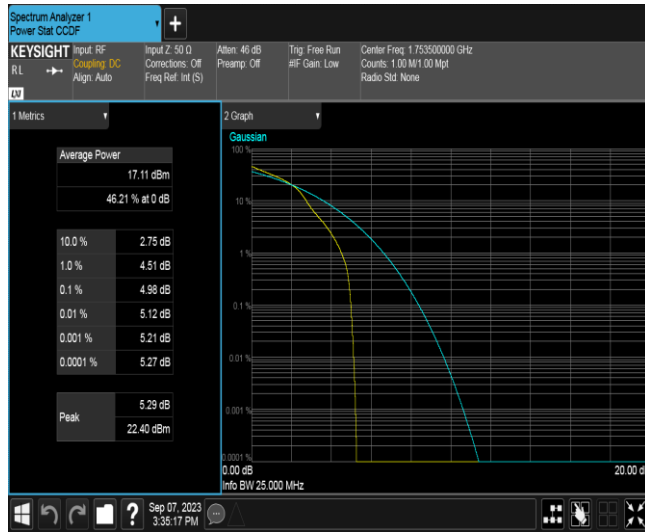 Spectrum Analyzer 1
Power Stat CCDF
+
KEYSIGHT
RL
Input: RF
Coupling: DC
Align: Auto
Input Z: 50 Ω
Corrections: Off
Freq Ref: Int (S)
Atten: 46 dB
Preamp: Off
Trig: Free Run
#IF Gain: Low
Center Freq: 1.753500000 GHz
Counts: 1.00 M/1.00 Mpt
Radio Std: None
LXI
1 Metrics
Average Power
17.11 dBm
46.21 % at 0 dB
10.0 % 2.75 dB
1.0 % 4.51 dB
0.1 % 4.98 dB
0.01 % 5.12 dB
0.001 % 5.21 dB
0.0001 % 5.27 dB
Peak
5.29 dB
22.40 dBm
2 Graph
Gaussian
100 %
10 %
1 %
0.1 %
0.01 %
0.001 %
0.0001 %
0.00 dB
20.00 d
Info BW 25.000 MHz
?
Sep 07, 2023
3:35:17 PM